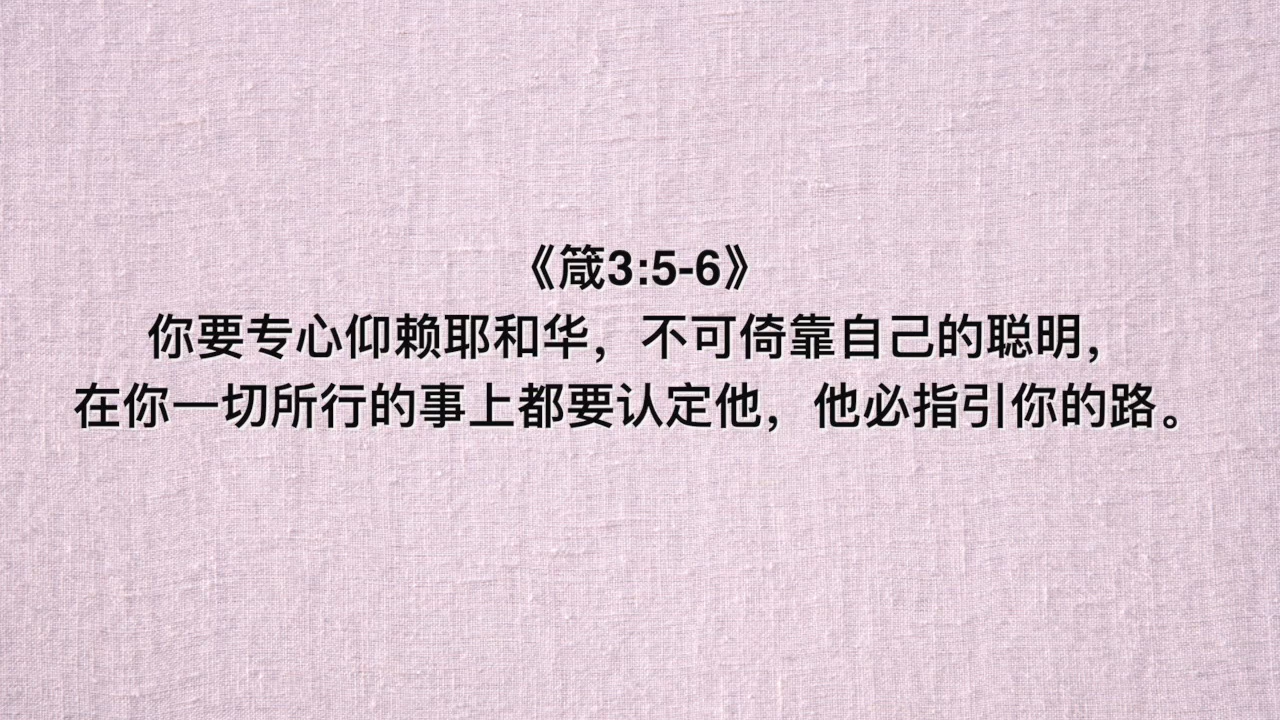 《箴3:5-6》
你要专心仰赖耶和华，不可倚靠自己的聪明，
在你一切所行的事上都要认定他，他必指引你的路。